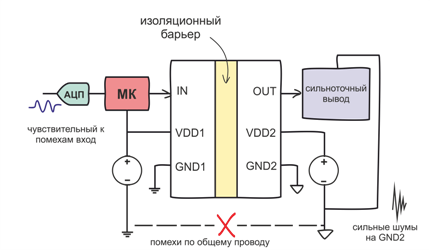 изоляционный
барьер
АЦП
МК
IN
OUT
сильноточный
вывод
чувствительный к
помехам вход
VDD1
VDD2
GND1
GND2
помехи по общему проводу
сильные шумы
на GND2